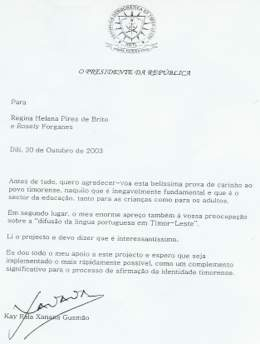 O PRESIDENTE DA REPÚBLICA
Para
Regina Helena Pires de Brito
e Rosely Forganes
Díli, 20 de Outubro de 2003
Antes de tudo, quero agredecer-vos esta belíssima prova de carinho ao
povo timorense, naquilo que é inegavelmente fundamental e que é o
sector da educação, tanto para as crianças como para os adultos.
Em segundo lugar, o meu enorme apreço também à vossa preocupação
sobre a "difusão da língua portuguesa em Timor-Leste".
Li o projecto e devo dizer que é interessantíssimo.
Eu dou todo o meu apoio a este projecto e espero que seja
implementado o mais rapidamente possível, como um complemento
significativo para o processo de afirmação da identidade timorense.
Kay Rala Xanana Gusmão